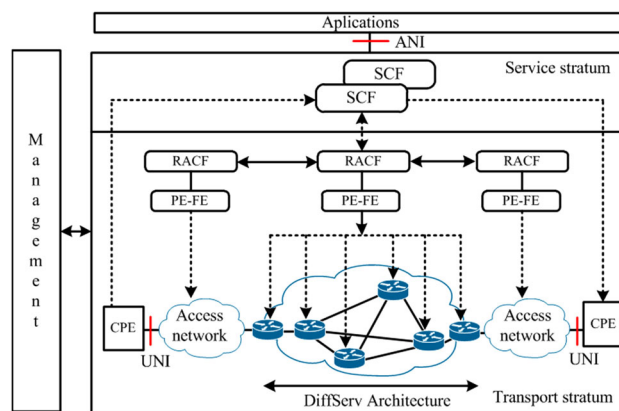 Aplications
ANI
Service stratum
SCF
SCF
Management
RACF
RACF
RACF
PE-FE
PE-FE
PE-FE
CPE
Access
network
Access
network
CPE
UNI
UNI
DiffServ Architecture
Transport stratum